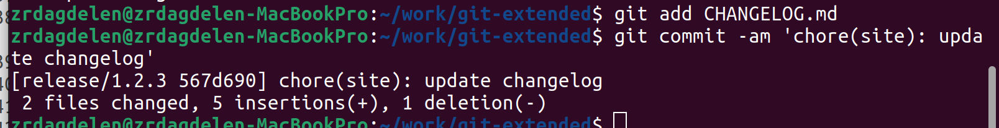 zrdagdelen@zrdagdelen-MacBookPro:~/work/git-extended$ git add CHANGELOG.md
zrdagdelen@zrdagdelen-MacBookPro:~/work/git-extended$ git commit -am 'chore(site): upda
te changelog'
[release/1.2.3 567d690] chore(site): update changelog
 2 files changed, 5 insertions(+), 1 deletion(-)
zrdagdelen@zrdagdelen-MacBookPro:~/work/git-extended$